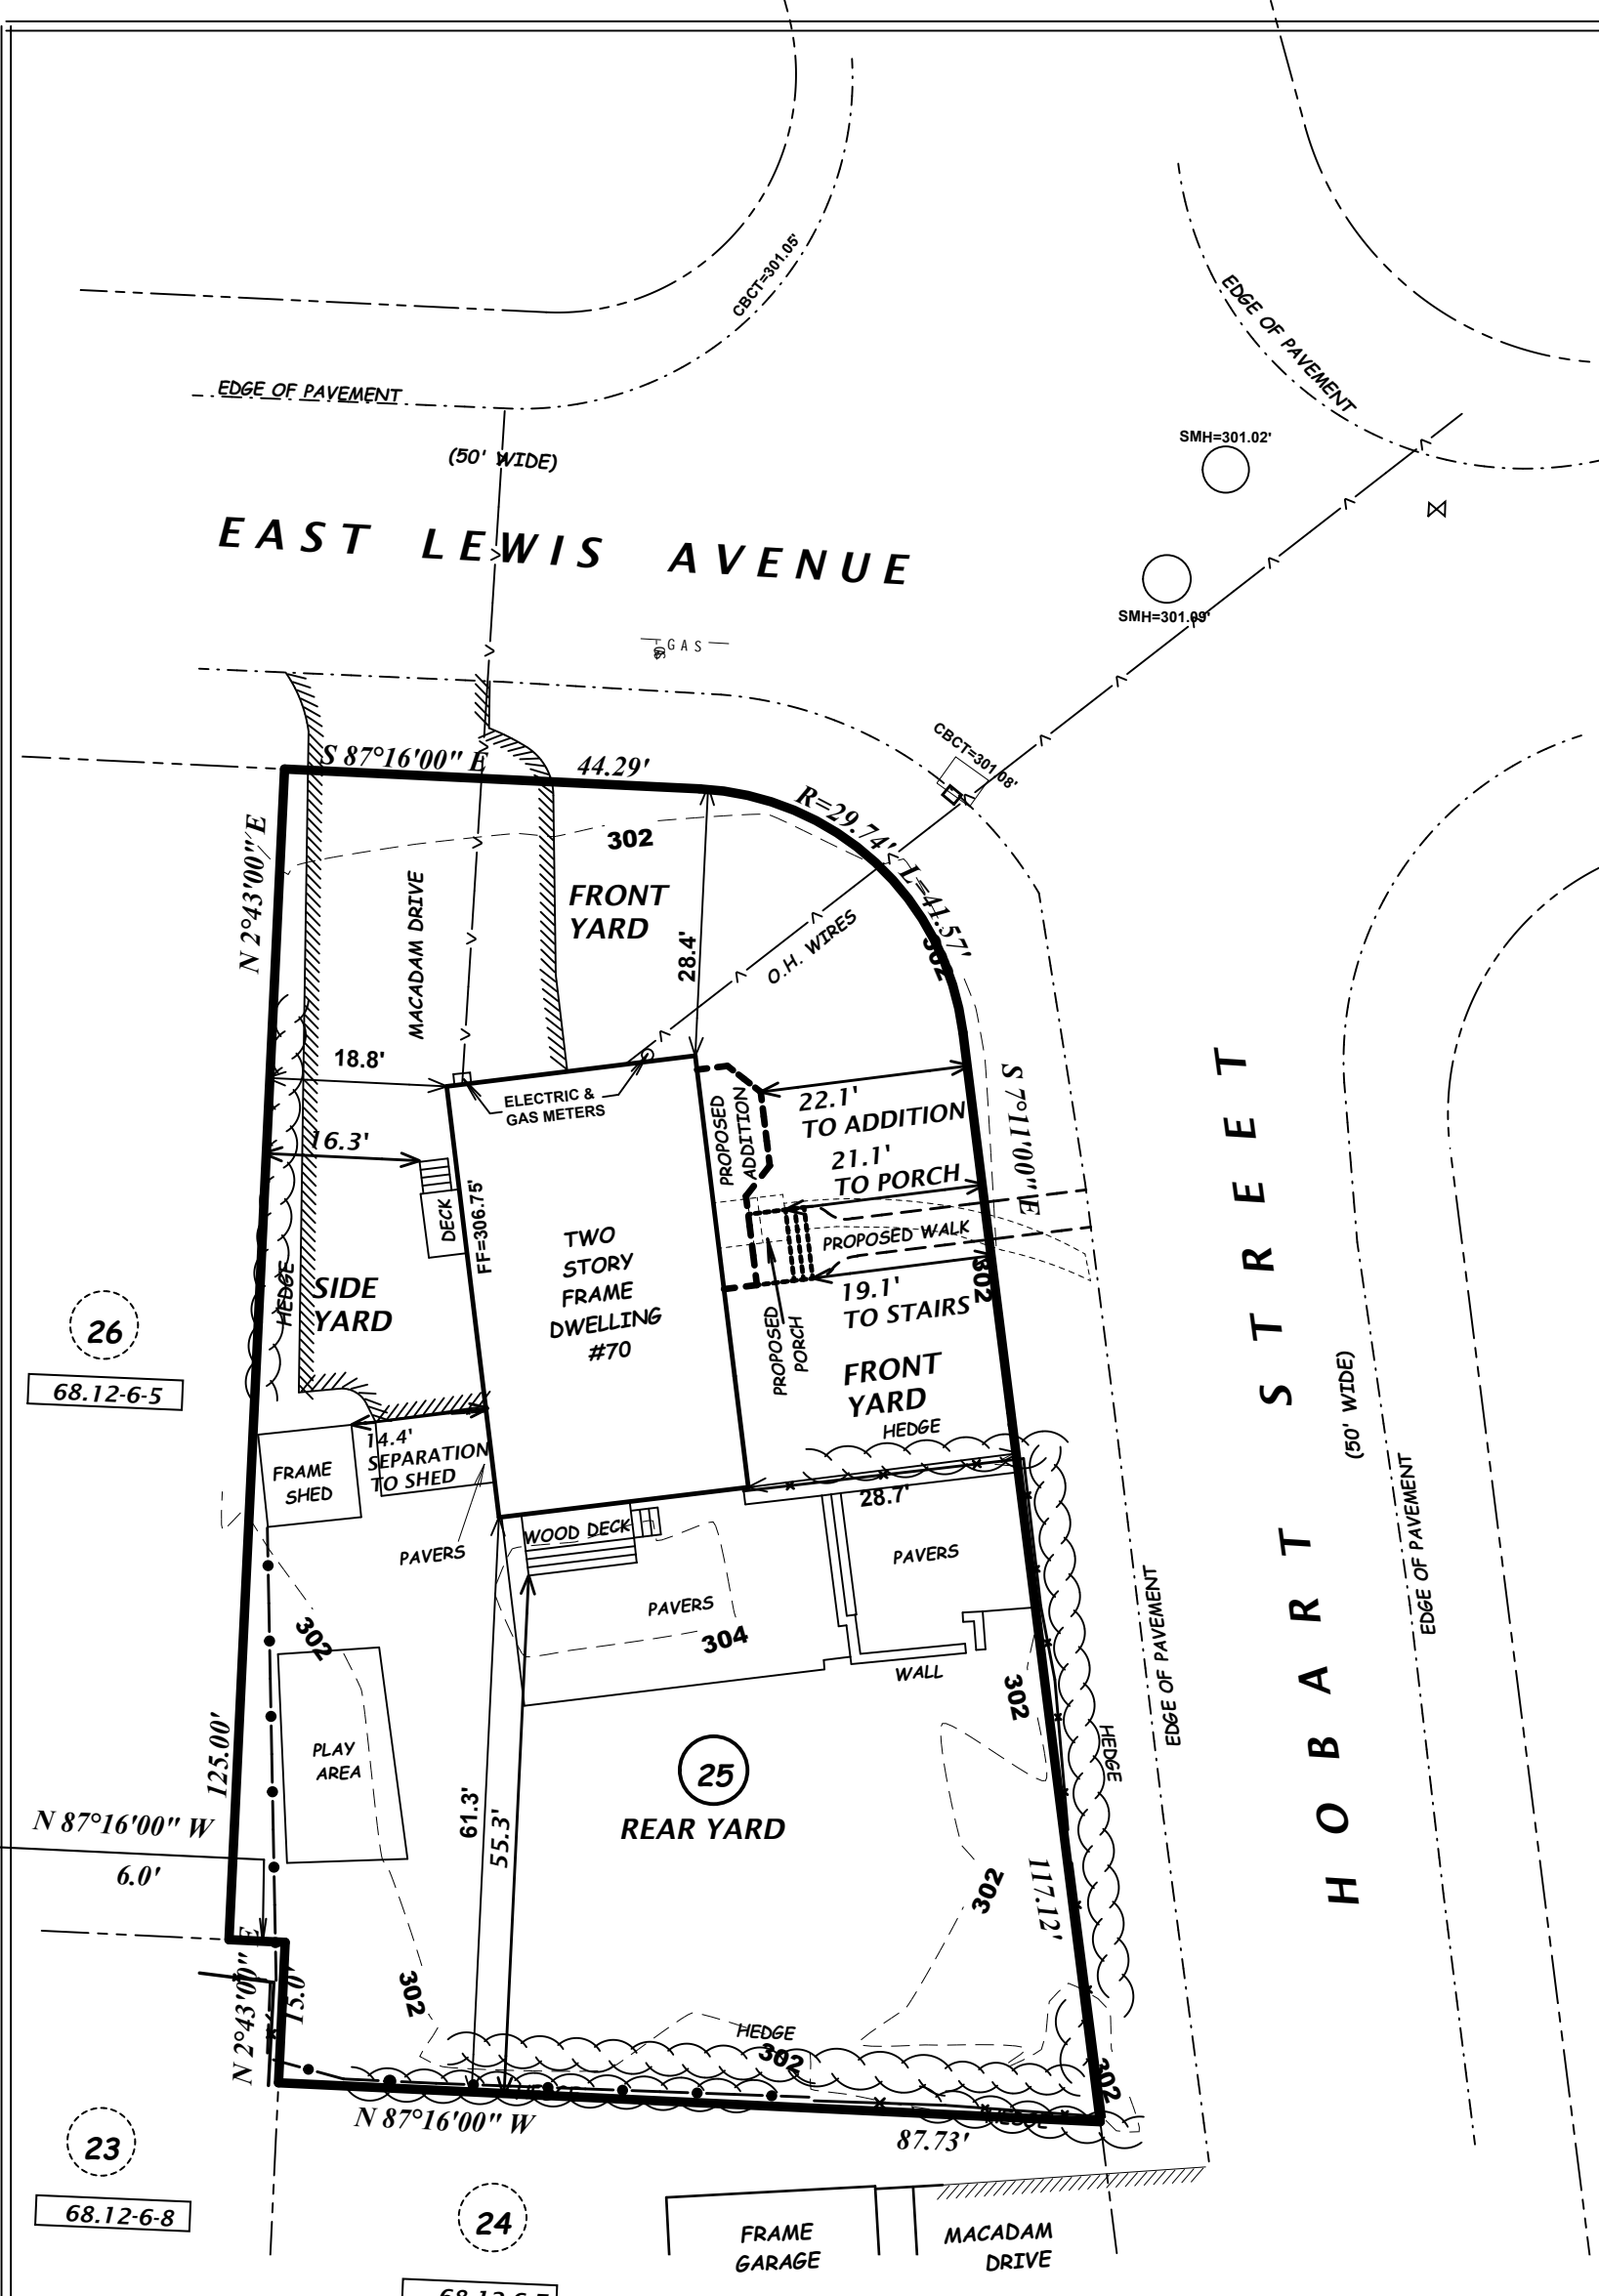 CBCT=301.05'
EDGE OF PAVEMENT
EDGE OF PAVEMENT
(50' WIDE)
SMH=301.02'
EAST LEWIS AVENUE
SMH=301.09'
GAS
CBCT=301.08'
S 87°16'00" E
44.29'
R=29.74'
L=41.57'
N 2°43'00" E
302
FRONT
YARD
MACADAM DRIVE
28.4'
O.H. WIRES
302
18.8'
ELECTRIC &
GAS METERS
PROPOSED
ADDITION
22.1'
TO ADDITION
S 7°11'00" E
16.3'
21.1'
TO PORCH
DECK
FF=306.75'
PROPOSED WALK
TWO
STORY
FRAME
DWELLING
#70
HEDGE
SIDE
YARD
302
19.1'
TO STAIRS
PROPOSED
PORCH
26
68.12-6-5
FRONT
YARD
HEDGE
HOBART STREET
(50' WIDE)
14.4'
SEPARATION
TO SHED
FRAME
SHED
28.7'
WOOD DECK
PAVERS
PAVERS
PAVERS
304
302
WALL
302
EDGE OF PAVEMENT
EDGE OF PAVEMENT
PLAY
AREA
125.00'
25
REAR YARD
HEDGE
61.3'
55.3'
N 87°16'00" W
6.0'
302
117.12'
N 2°43'00" E
15.0'
302
HEDGE
302
302
HEDGE
HEDGE
N 87°16'00" W
87.73'
23
68.12-6-8
24
FRAME
GARAGE
MACADAM
DRIVE